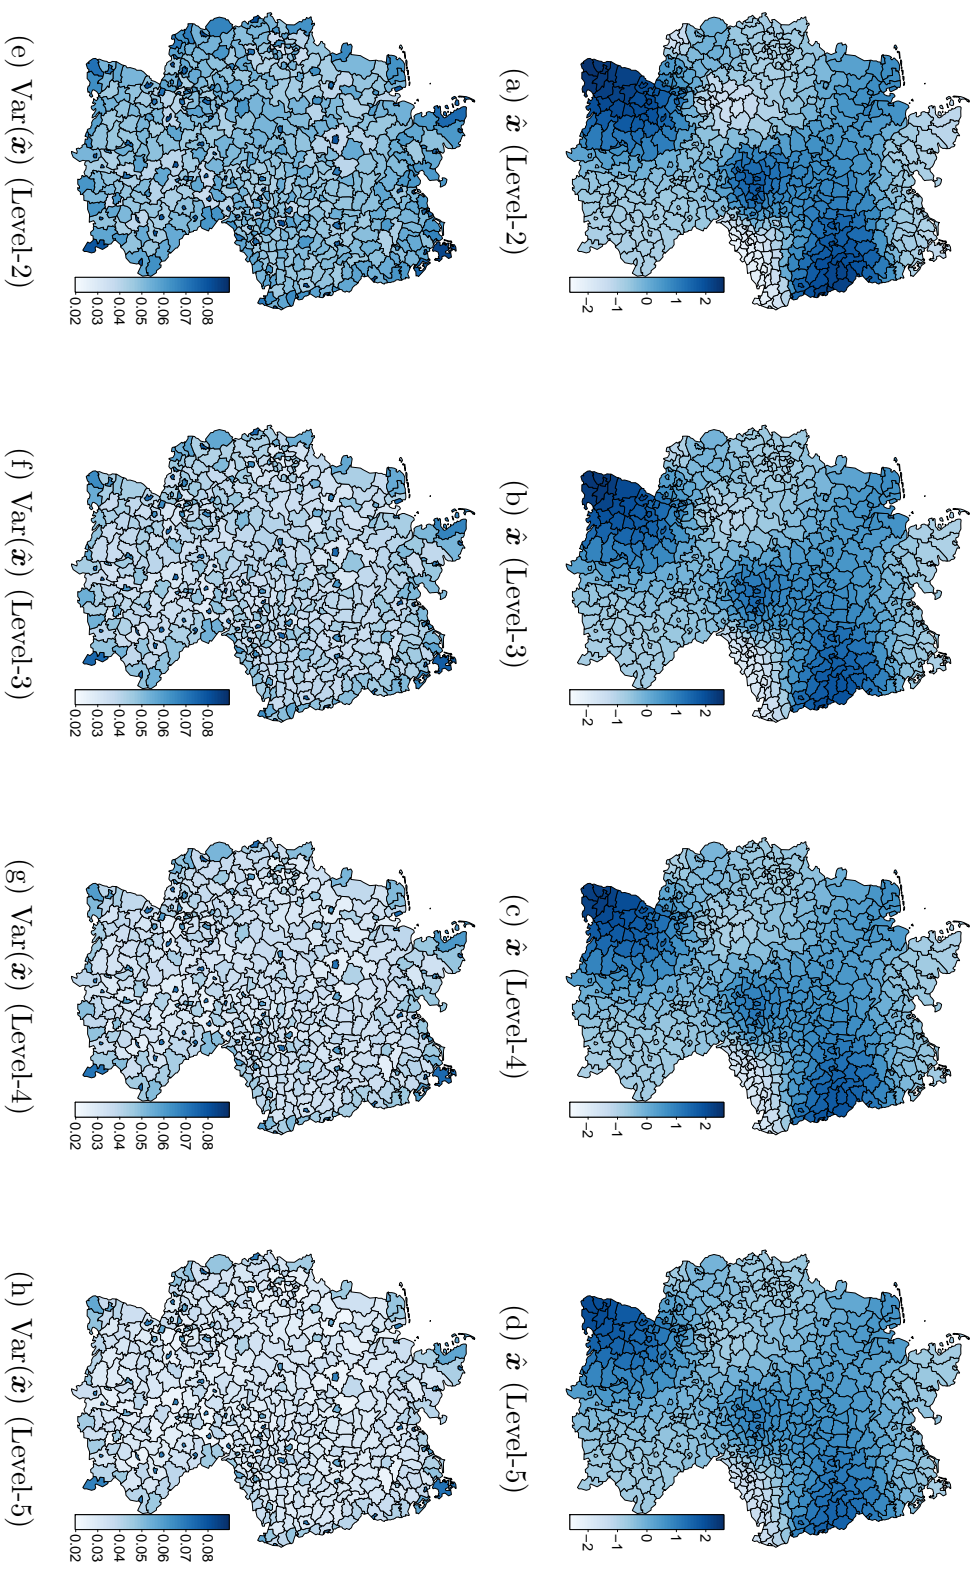 −2 −1 0 1 2
(a) x̂ (Level-2)
−2 −1 0 1 2
(b) x̂ (Level-3)
−2 −1 0 1 2
(c) x̂ (Level-4)
−2 −1 0 1 2
(d) x̂ (Level-5)
0.02 0.03 0.04 0.05 0.06 0.07 0.08
(e) Var(x̂) (Level-2)
0.02 0.03 0.04 0.05 0.06 0.07 0.08
(f) Var(x̂) (Level-3)
0.02 0.03 0.04 0.05 0.06 0.07 0.08
(g) Var(x̂) (Level-4)
0.02 0.03 0.04 0.05 0.06 0.07 0.08
(h) Var(x̂) (Level-5)